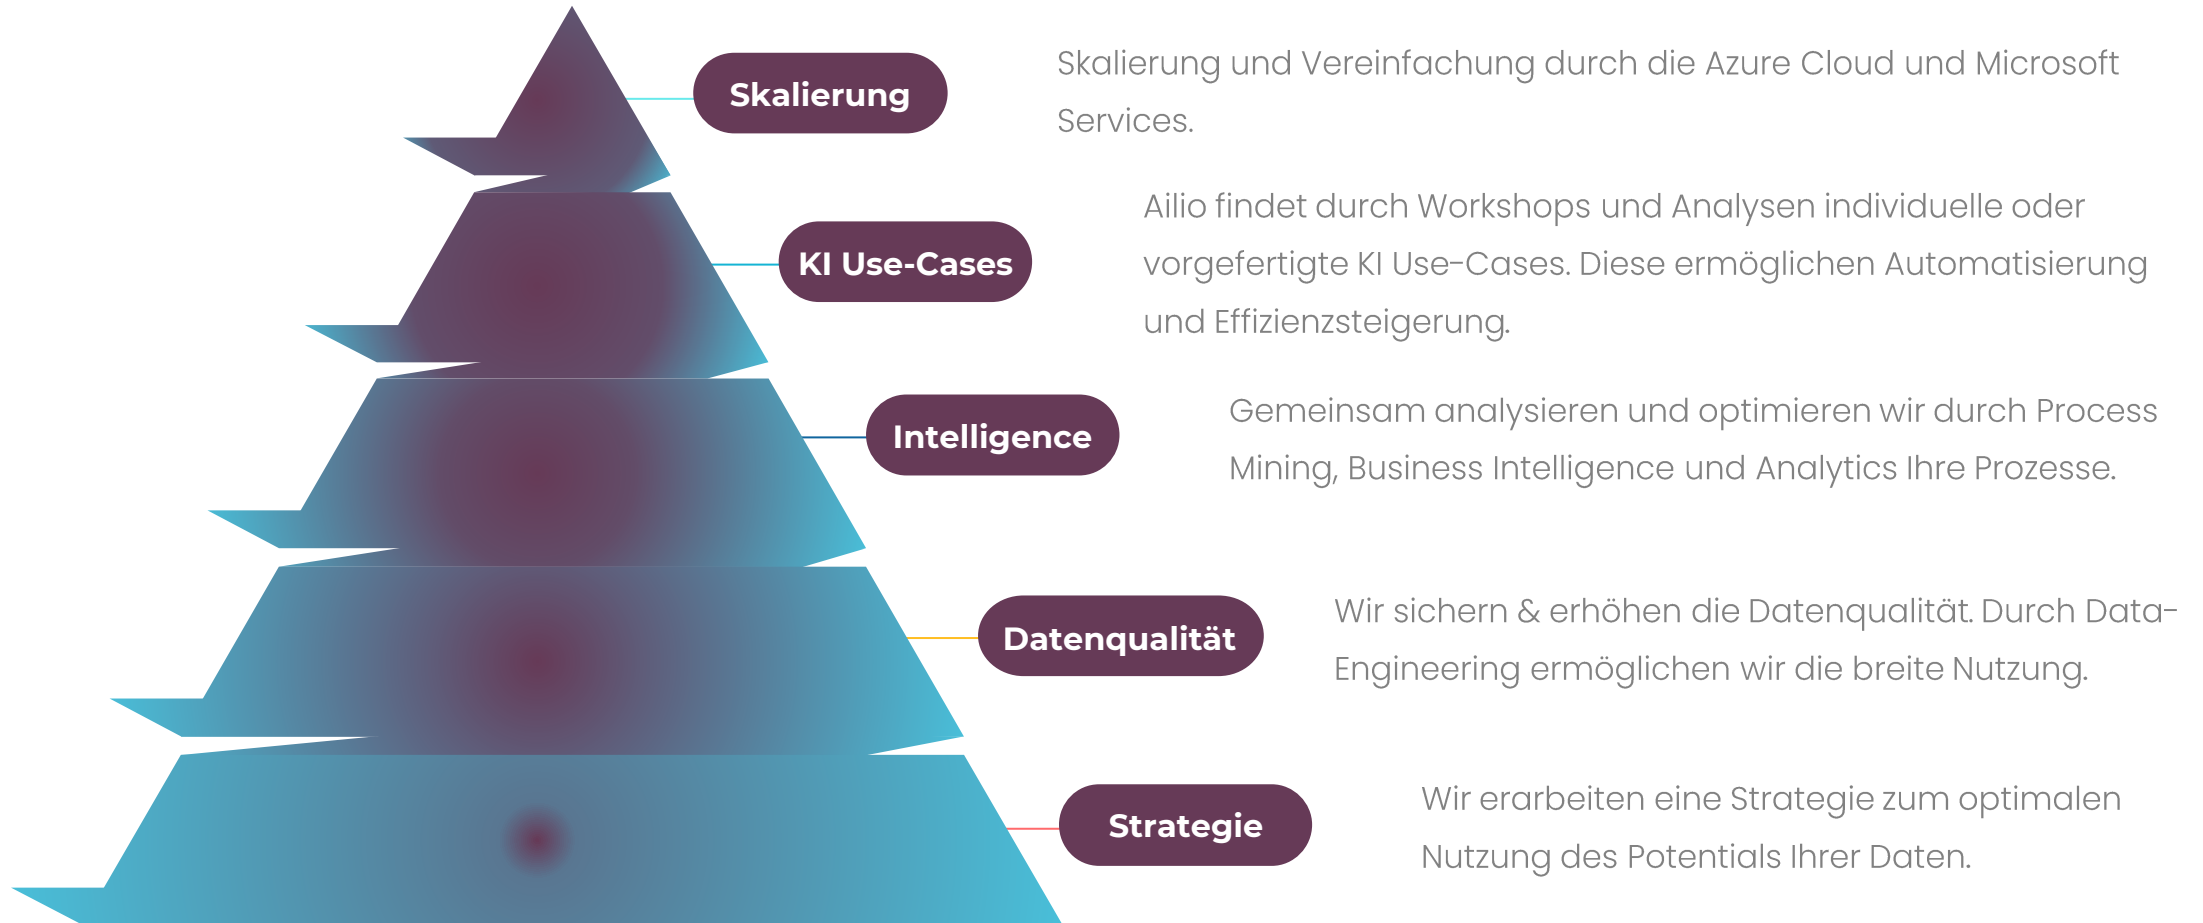 Skalierung
Skalierung und Vereinfachung durch die Azure Cloud und Microsoft
Services.
KI Use-Cases
Ailio findet durch Workshops und Analysen individuelle oder
vorgefertigte KI Use-Cases. Diese ermöglichen Automatisierung
und Effizienzsteigerung.
Intelligence
Gemeinsam analysieren und optimieren wir durch Process
Mining, Business Intelligence und Analytics Ihre Prozesse.
Datenqualität
Wir sichern & erhöhen die Datenqualität. Durch Data-
Engineering ermöglichen wir die breite Nutzung.
Strategie
Wir erarbeiten eine Strategie zum optimalen
Nutzung des Potentials Ihrer Daten.